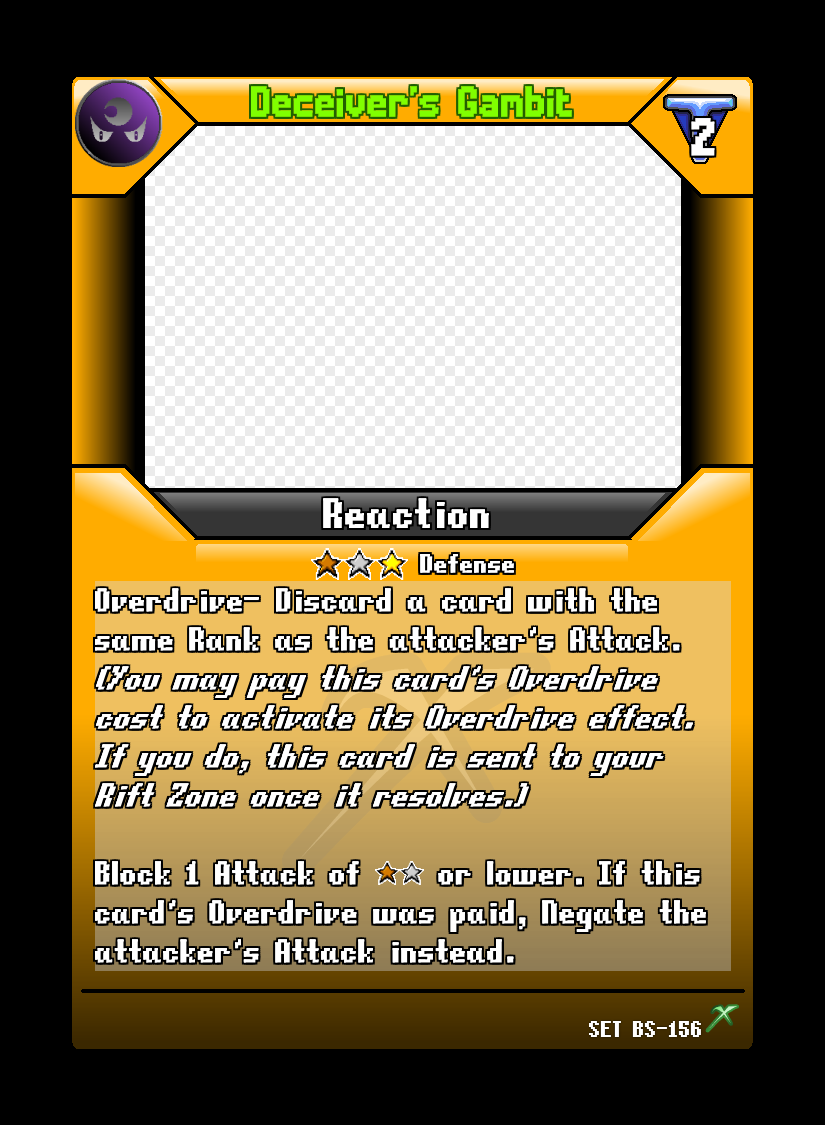 Deceiver's Gambit
2
Reaction
Defense
Overdrive- Discard a card with the
same Rank as the attacker's Attack.
(You may pay this card's Overdrive
cost to activate its Overdrive effect.
If you do, this card is sent to your
Rift Zone once it resolves.)
Block 1 Attack of ★★ or lower. If this
card's Overdrive was paid, Negate the
attacker's Attack instead.
SET BS-156